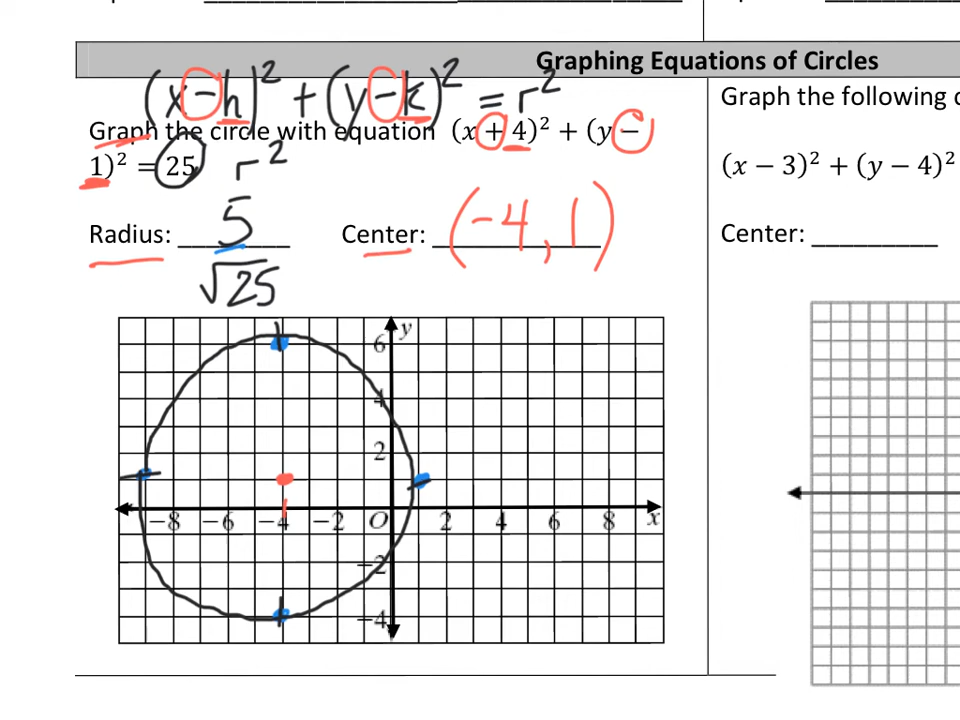 Graphing Equations of Circles
(x - h)² + (y - k)² = r²
Graph the circle with equation (x + 4)² + (y −
1)² = 25 r²
Radius: 5
√25
Center: (-4, 1)
y
6
4
2
−8 −6 −4 −2 O 2 4 6 8 x
−2
−4
Graph the following
(x − 3)² + (y − 4)²
Center: